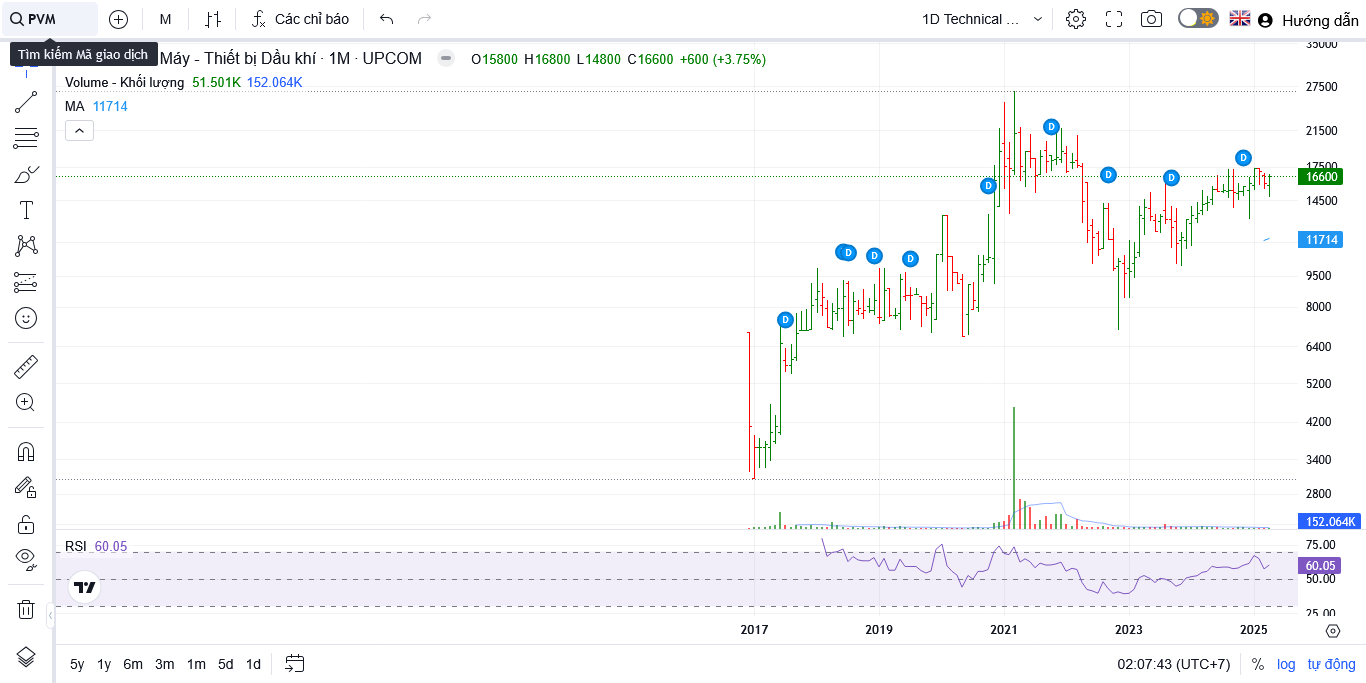 PVM
M
Các chỉ báo
1D Technical ...
Hướng dẫn
Tìm kiếm Mã giao dịch
Máy - Thiết bị Dầu khí · 1M · UPCOM
O15800 H16800 L14800 C16600 +600 (+3.75%)
Volume - Khối lượng 51.501K 152.064K
MA 11714
35000
27500
21500
17500
16600
14500
11714
9500
8000
6400
5200
4200
3400
2800
152.064K
D
D
D
D
D
D
D
D
D
D
RSI 60.05
75.00
60.05
50.00
25.00
2017
2019
2021
2023
2025
5y 1y 6m 3m 1m 5d 1d
02:07:43 (UTC+7)
% log tự động